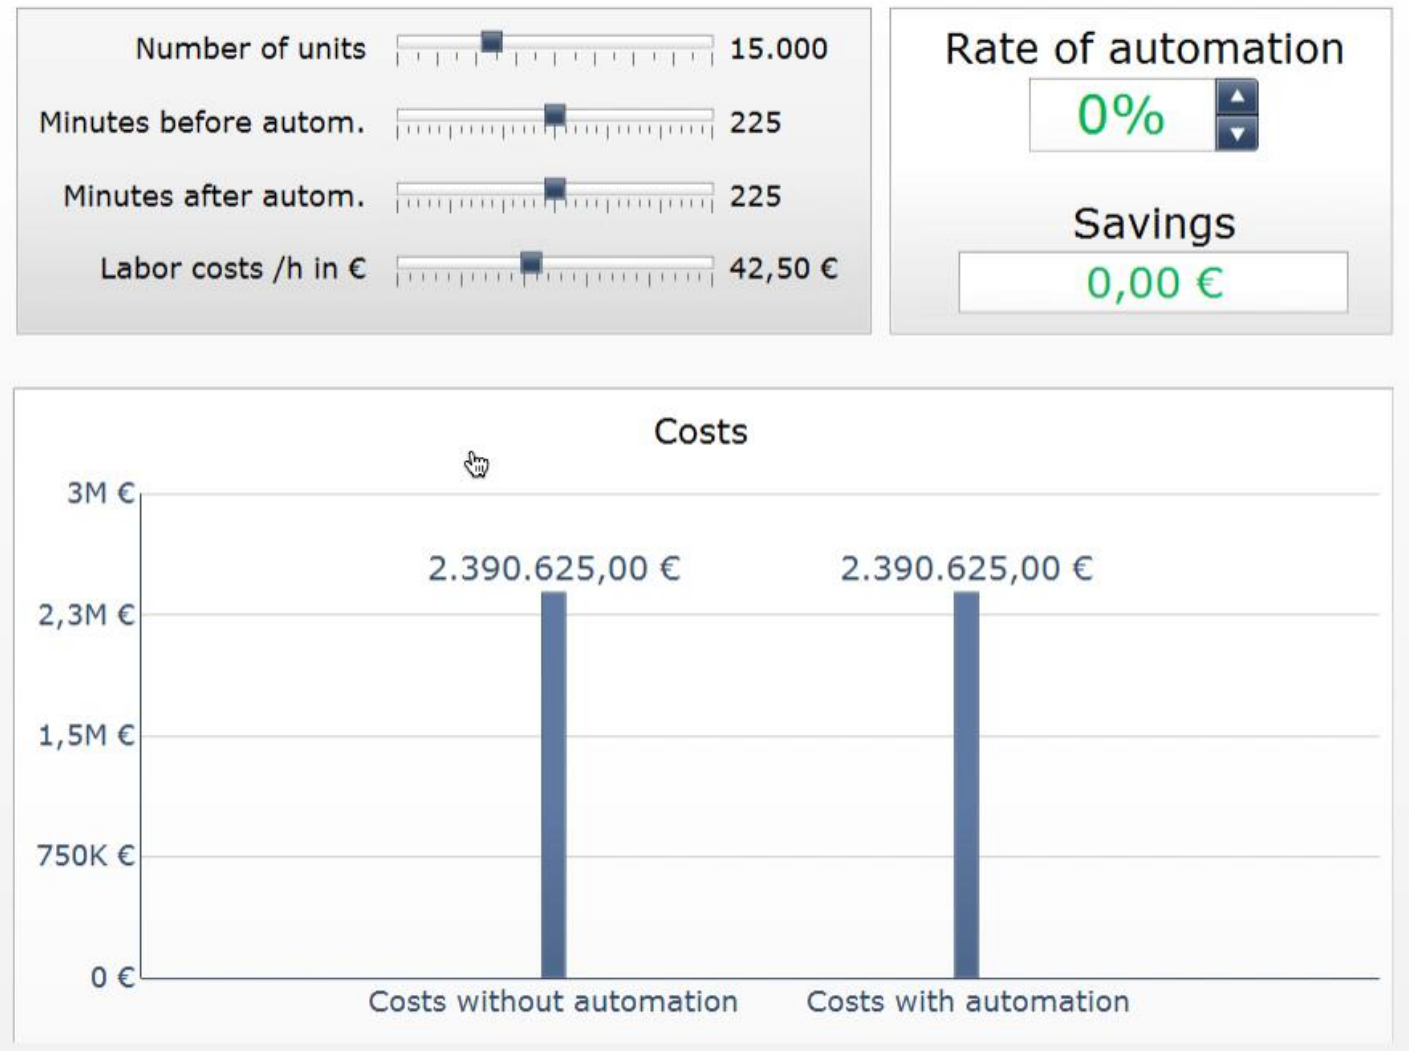 Number of units 15.000
Minutes before autom. 225
Minutes after autom. 225
Labor costs /h in € 42,50 €
Rate of automation
0%
Savings
0,00 €
Costs
3M €
2,3M €
1,5M €
750K €
0 €
2.390.625,00 € 2.390.625,00 €
Costs without automation Costs with automation